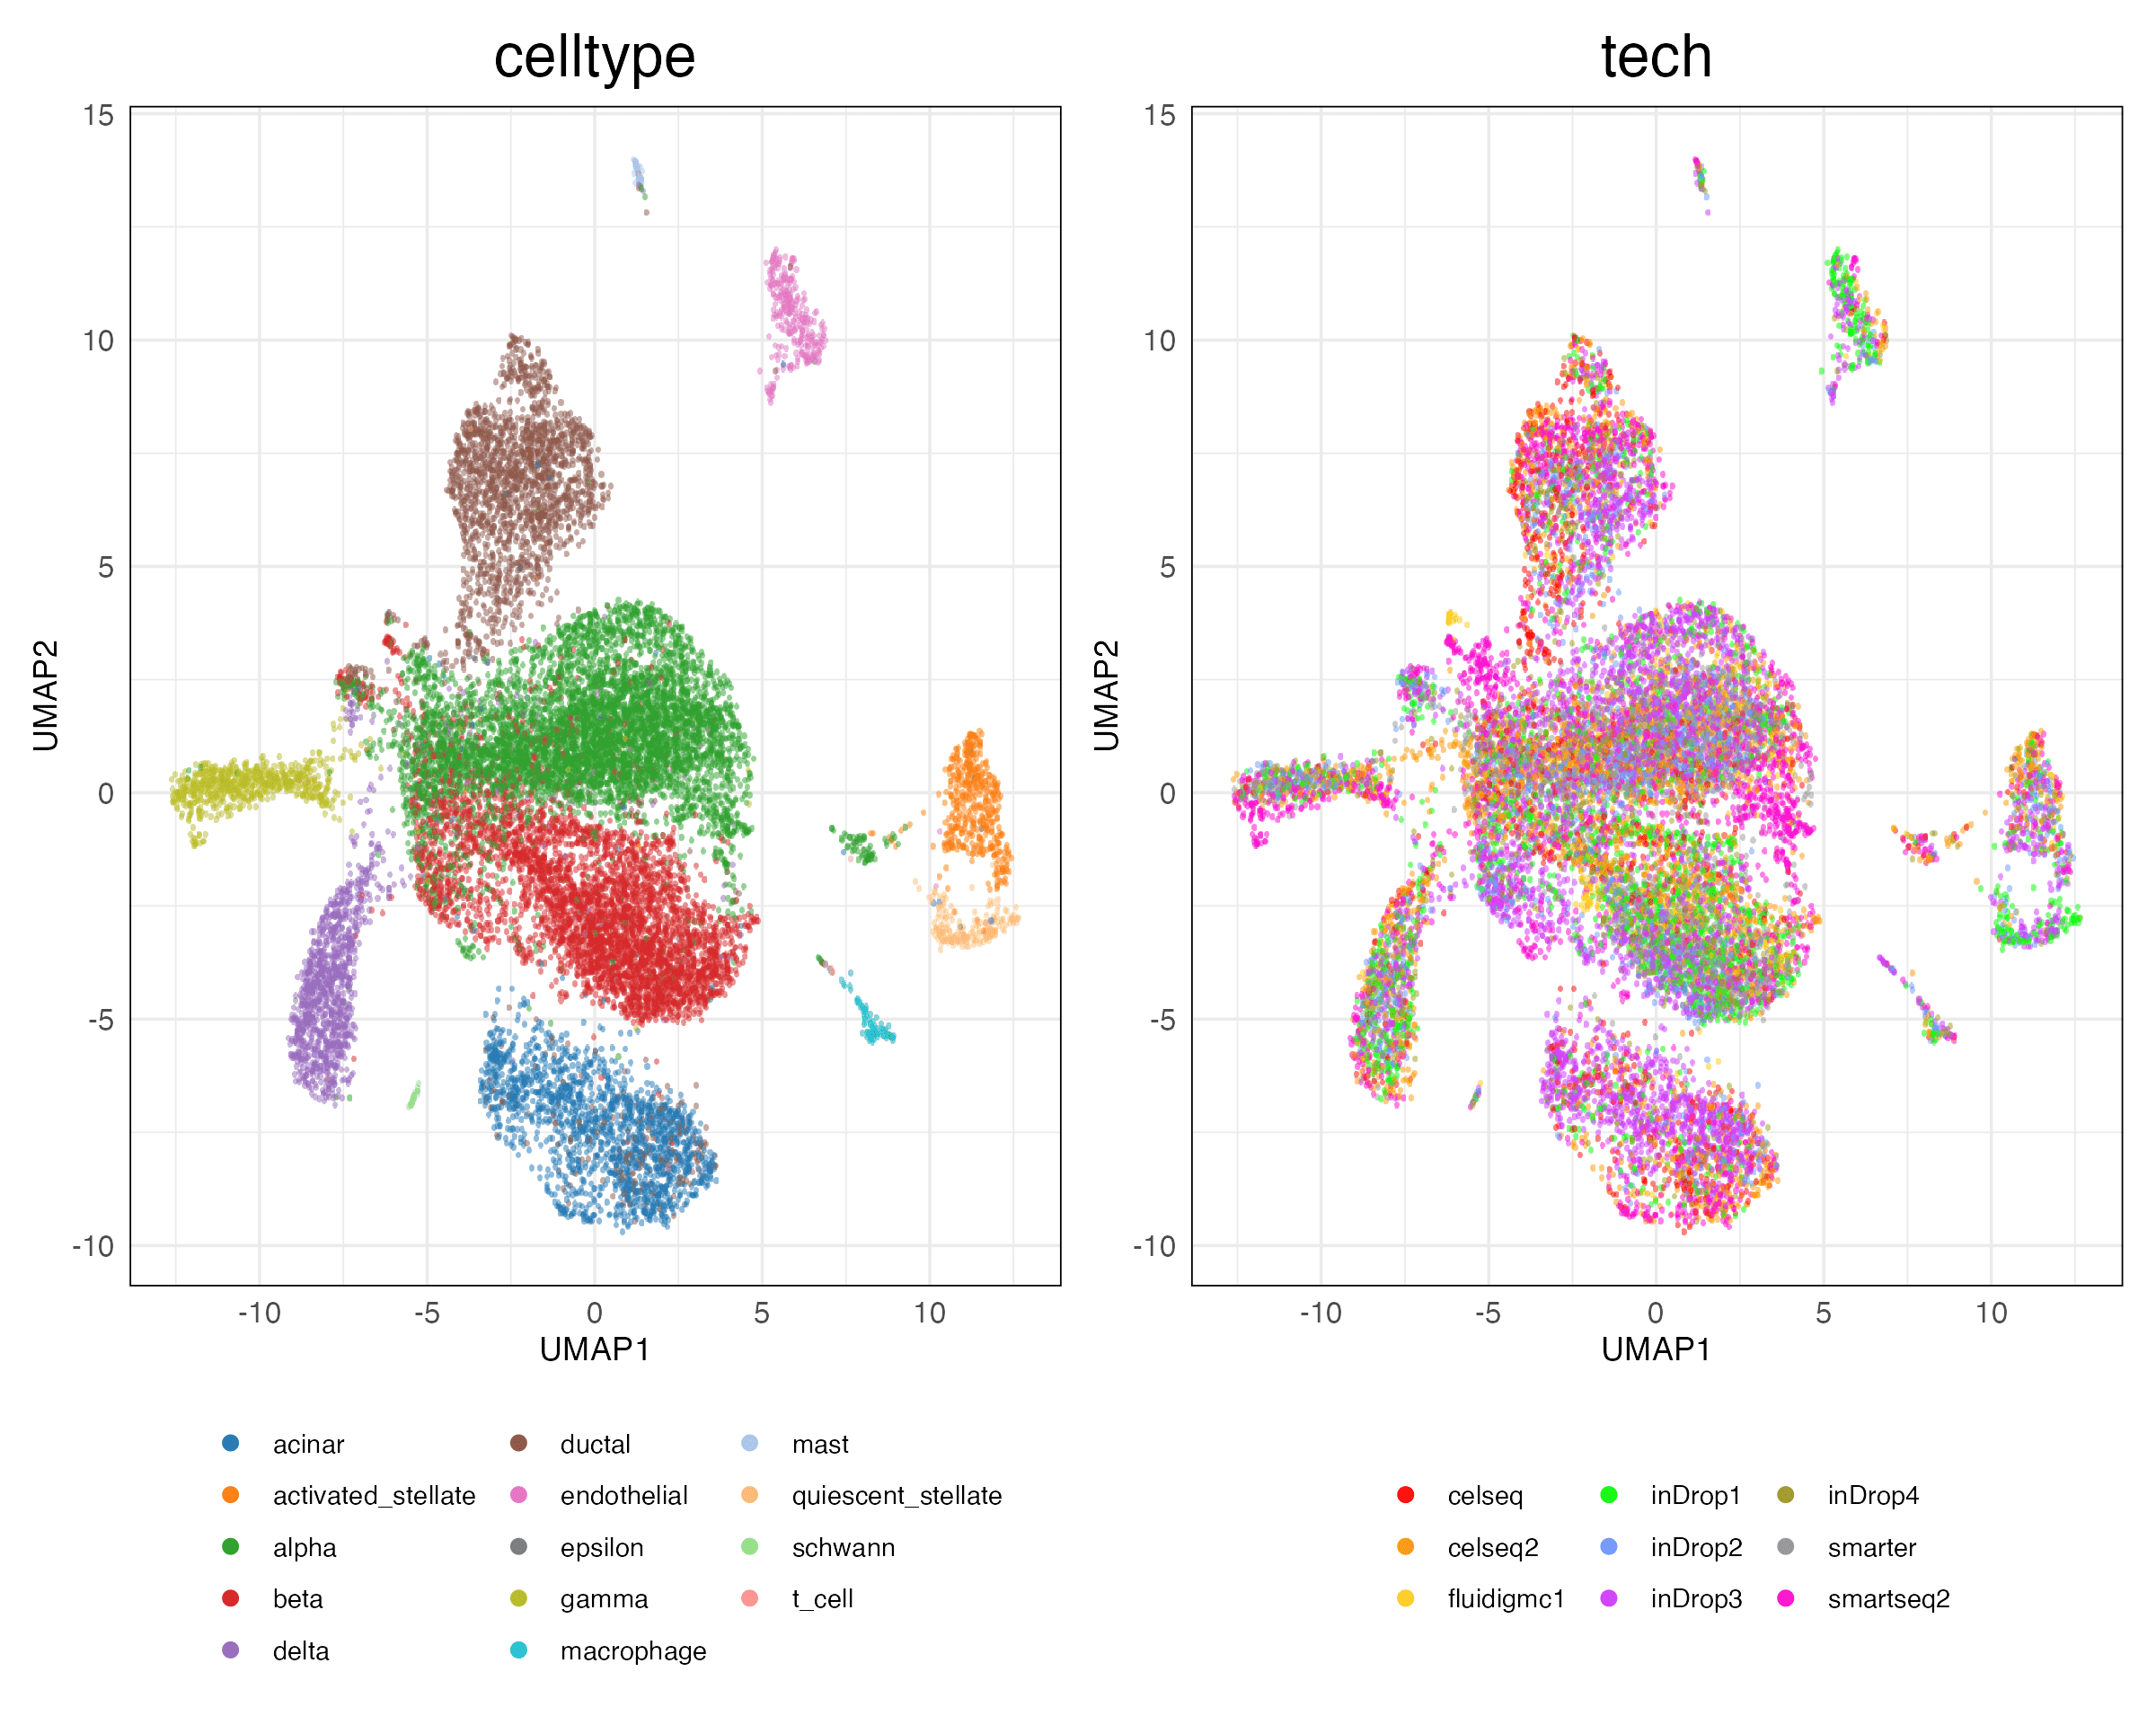 celltype
tech
15
10
5
0
-5
-10
UMAP2
-10 -5 0 5 10
UMAP1
15
10
5
0
-5
-10
UMAP2
-10 -5 0 5 10
UMAP1
acinar ductal mast
activated_stellate endothelial quiescent_stellate
alpha epsilon schwann
beta gamma t_cell
delta macrophage
celseq inDrop1 inDrop4
celseq2 inDrop2 smarter
fluidigmc1 inDrop3 smartseq2